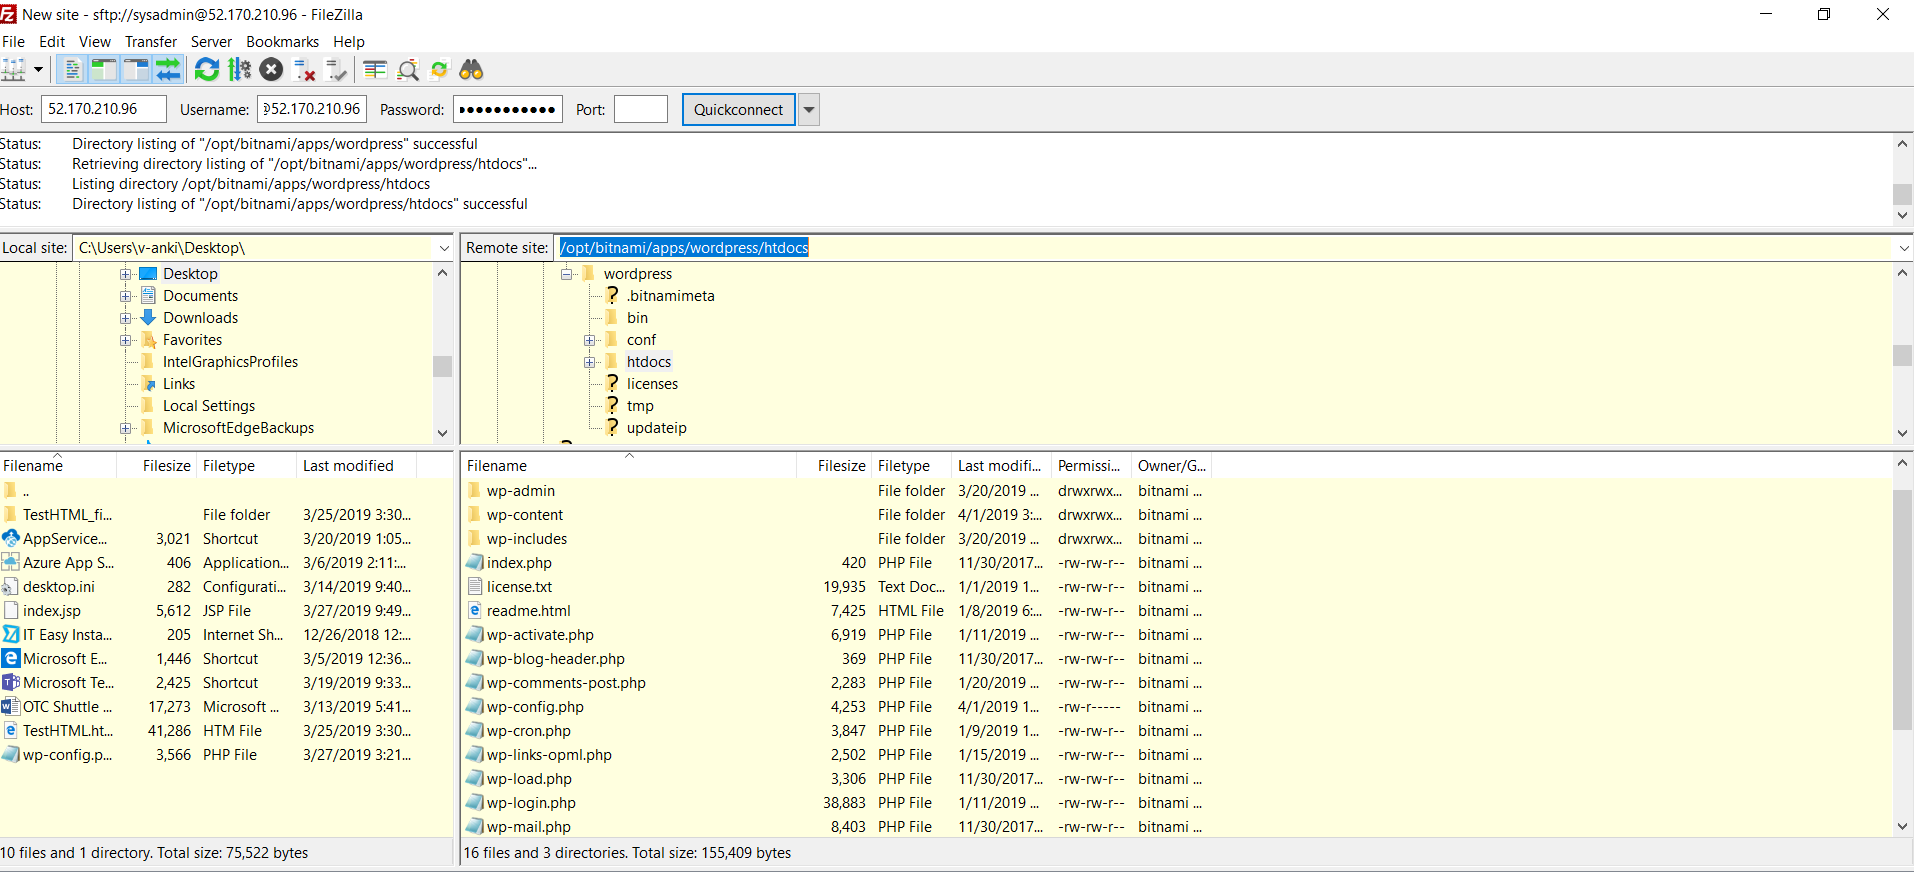 New site - sftp://sysadmin@52.170.210.96 - FileZilla
File Edit View Transfer Server Bookmarks Help
Host: 52.170.210.96 Username: @52.170.210.96 Password: ●●●●●●●●●●● Port: Quickconnect
Status: Directory listing of "/opt/bitnami/apps/wordpress" successful
Status: Retrieving directory listing of "/opt/bitnami/apps/wordpress/htdocs"...
Status: Listing directory /opt/bitnami/apps/wordpress/htdocs
Status: Directory listing of "/opt/bitnami/apps/wordpress/htdocs" successful
Local site: C:\Users\v-anki\Desktop\
Desktop
Documents
Downloads
Favorites
IntelGraphicsProfiles
Links
Local Settings
MicrosoftEdgeBackups
Remote site: /opt/bitnami/apps/wordpress/htdocs
wordpress
.bitnamimeta
bin
conf
htdocs
licenses
tmp
updateip
Filename Filesize Filetype Last modified
..
TestHTML_fi... File folder 3/25/2019 3:30...
AppService... 3,021 Shortcut 3/20/2019 1:05...
Azure App S... 406 Application... 3/6/2019 2:11:...
desktop.ini 282 Configurati... 3/14/2019 9:40...
index.jsp 5,612 JSP File 3/27/2019 9:49...
IT Easy Insta... 205 Internet Sh... 12/26/2018 12:...
Microsoft E... 1,446 Shortcut 3/5/2019 12:36...
Microsoft Te... 2,425 Shortcut 3/19/2019 9:33...
OTC Shuttle ... 17,273 Microsoft ... 3/13/2019 5:41...
TestHTML.ht... 41,286 HTM File 3/25/2019 3:30...
wp-config.p... 3,566 PHP File 3/27/2019 3:21...
10 files and 1 directory. Total size: 75,522 bytes
Filename Filesize Filetype Last modifi... Permissi... Owner/G...
wp-admin File folder 3/20/2019 ... drwxrwx... bitnami ...
wp-content File folder 4/1/2019 3:... drwxrwx... bitnami ...
wp-includes File folder 3/20/2019 ... drwxrwx... bitnami ...
index.php 420 PHP File 11/30/2017... -rw-rw-r-- bitnami ...
license.txt 19,935 Text Doc... 1/1/2019 1... -rw-rw-r-- bitnami ...
readme.html 7,425 HTML File 1/8/2019 6:... -rw-rw-r-- bitnami ...
wp-activate.php 6,919 PHP File 1/11/2019 ... -rw-rw-r-- bitnami ...
wp-blog-header.php 369 PHP File 11/30/2017... -rw-rw-r-- bitnami ...
wp-comments-post.php 2,283 PHP File 1/20/2019 ... -rw-rw-r-- bitnami ...
wp-config.php 4,253 PHP File 4/1/2019 1... -rw-r----- bitnami ...
wp-cron.php 3,847 PHP File 1/9/2019 1... -rw-rw-r-- bitnami ...
wp-links-opml.php 2,502 PHP File 1/15/2019 ... -rw-rw-r-- bitnami ...
wp-load.php 3,306 PHP File 11/30/2017... -rw-rw-r-- bitnami ...
wp-login.php 38,883 PHP File 1/11/2019 ... -rw-rw-r-- bitnami ...
wp-mail.php 8,403 PHP File 11/30/2017... -rw-rw-r-- bitnami ...
16 files and 3 directories. Total size: 155,409 bytes